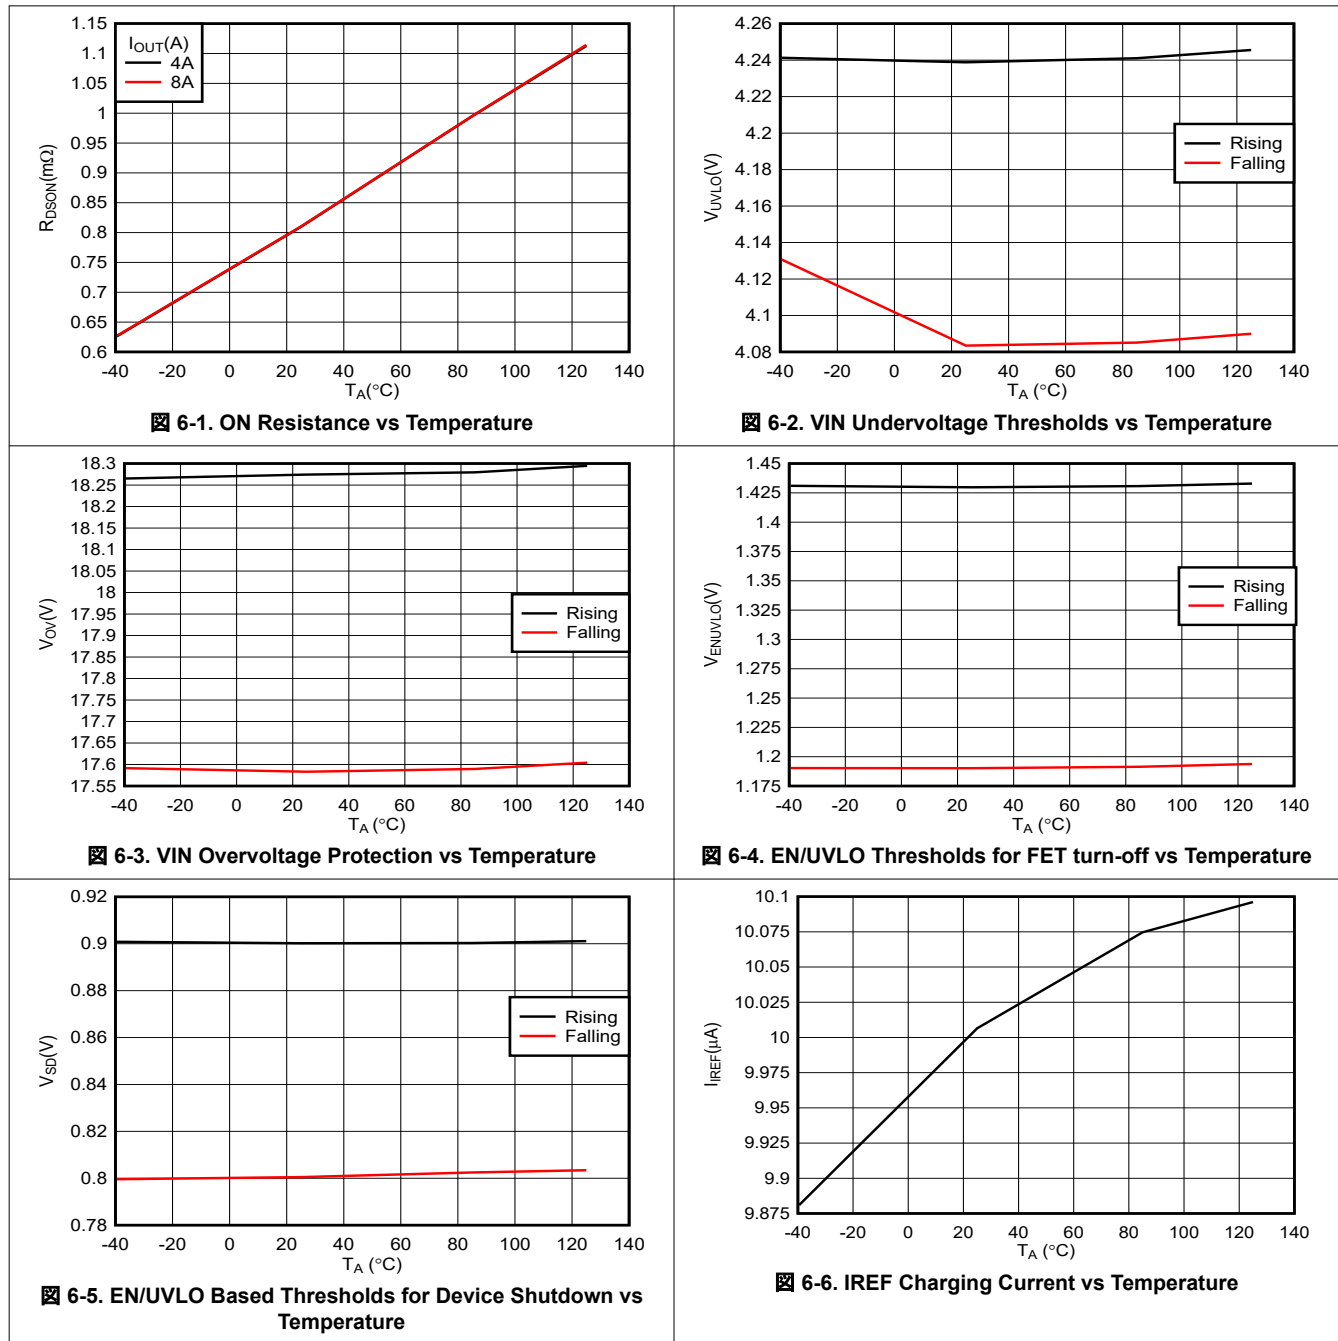 1.15
1.1
1.05
1
0.95
0.9
0.85
0.8
0.75
0.7
0.65
0.6
RDSON(mΩ)
IOUT(A)
4A
8A
-40 -20 0 20 40 60 80 100 120 140
TA(°C)
図 6-1. ON Resistance vs Temperature
4.26
4.24
4.22
4.2
4.18
4.16
4.14
4.12
4.1
4.08
VUVLO(V)
Rising
Falling
-40 -20 0 20 40 60 80 100 120 140
TA (°C)
図 6-2. VIN Undervoltage Thresholds vs Temperature
18.3
18.25
18.2
18.15
18.1
18.05
18
17.95
17.9
17.85
17.8
17.75
17.7
17.65
17.6
17.55
VOV(V)
Rising
Falling
-40 -20 0 20 40 60 80 100 120 140
TA (°C)
図 6-3. VIN Overvoltage Protection vs Temperature
1.45
1.425
1.4
1.375
1.35
1.325
1.3
1.275
1.25
1.225
1.2
1.175
VENUVLO(V)
Rising
Falling
-40 -20 0 20 40 60 80 100 120 140
TA (°C)
図 6-4. EN/UVLO Thresholds for FET turn-off vs Temperature
0.92
0.9
0.88
0.86
0.84
0.82
0.8
0.78
VSD(V)
Rising
Falling
-40 -20 0 20 40 60 80 100 120 140
TA (°C)
図 6-5. EN/UVLO Based Thresholds for Device Shutdown vs
Temperature
10.1
10.075
10.05
10.025
10
9.975
9.95
9.925
9.9
9.875
IIREF(μA)
-40 -20 0 20 40 60 80 100 120 140
TA (°C)
図 6-6. IREF Charging Current vs Temperature